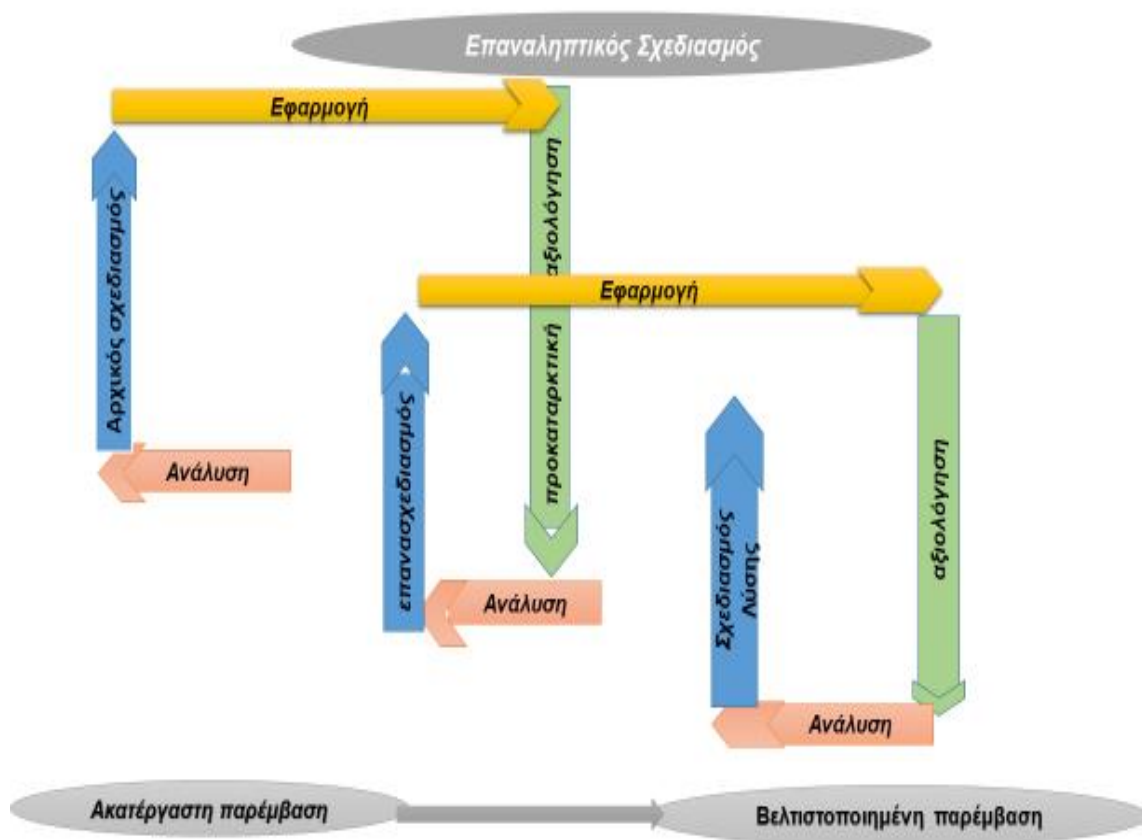 Επαναληπτικός Σχεδιασμός
Εφαρμογή
Αρχικός σχεδιασμός
Ανάλυση
προκαταρκτική αξιολόγηση
Εφαρμογή
επανασχεδιασμός
Ανάλυση
αξιολόγηση
Σχεδιασμός
Λύσης
Ανάλυση
Ακατέργαστη παρέμβαση
Βελτιστοποιημένη παρέμβαση